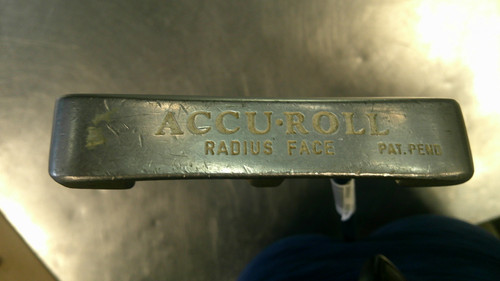 ACCU·ROLL
RADIUS FACE PAT. PEND